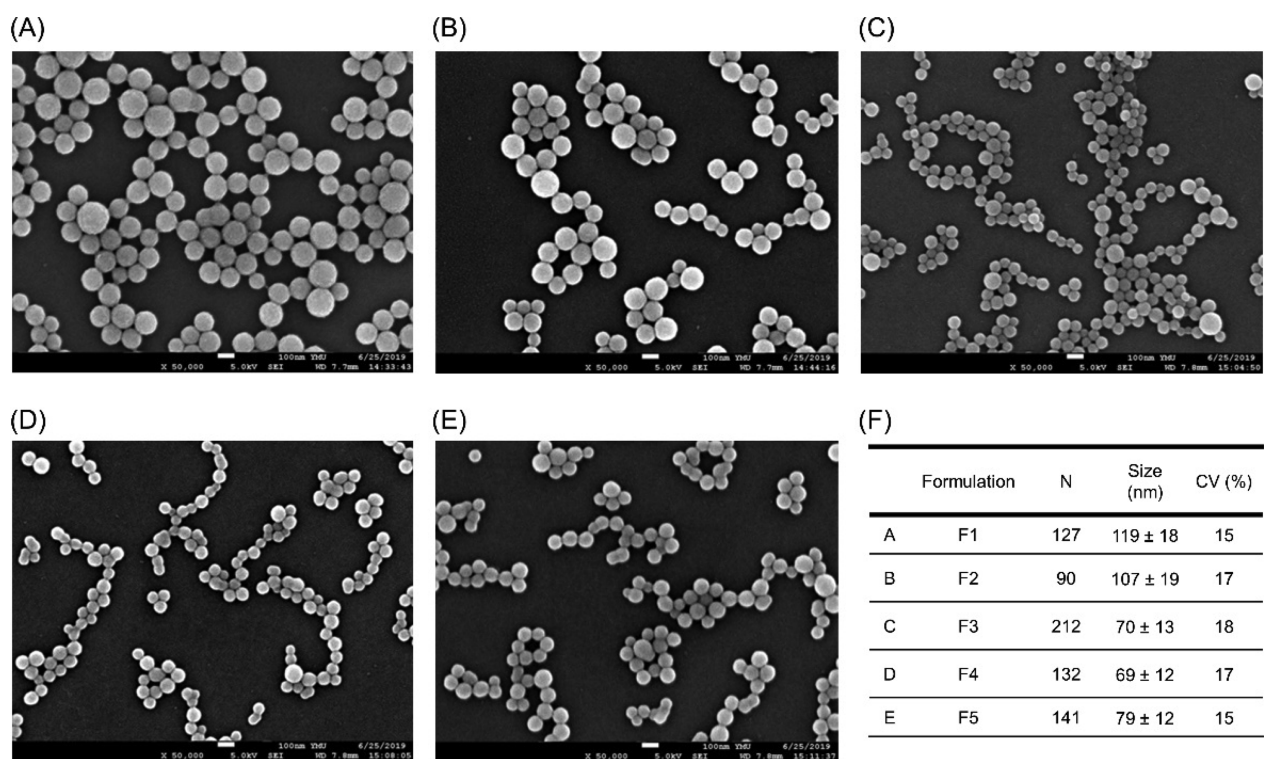 (A)
(B)
(C)
100nm YMU 6/25/2019
X 50,000 5.0kV SEI WD 7.7mm 14:33:43
100nm YMU 6/25/2019
X 50,000 5.0kV SEI WD 7.7mm 14:44:16
100nm YMU 6/25/2019
X 50,000 5.0kV SEI WD 7.8mm 15:04:50
(D)
(E)
(F)
100nm YMU 6/25/2019
X 50,000 5.0kV SEI WD 7.8mm 15:08:05
100nm YMU 6/25/2019
X 50,000 5.0kV SEI WD 7.8mm 15:11:37
Formulation N Size (nm) CV (%)
A F1 127 119 ± 18 15
B F2 90 107 ± 19 17
C F3 212 70 ± 13 18
D F4 132 69 ± 12 17
E F5 141 79 ± 12 15